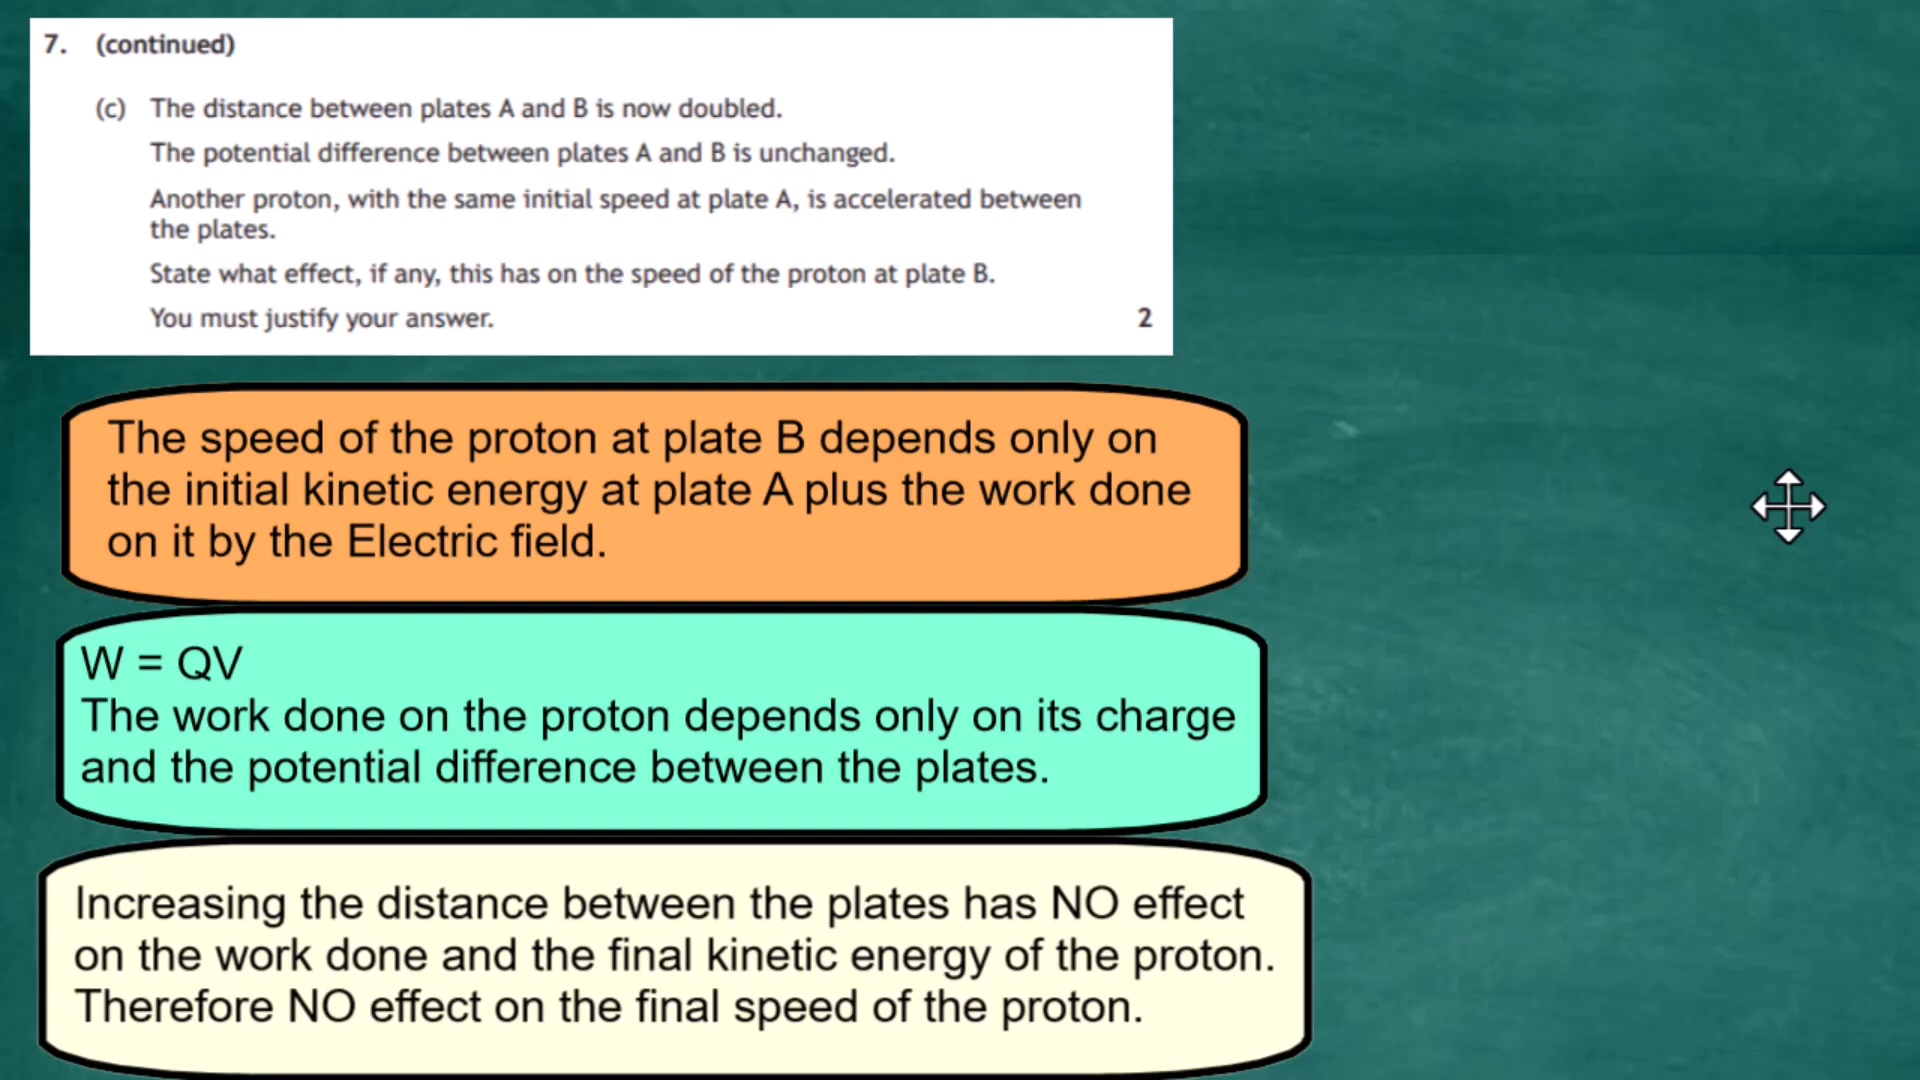 7. (continued)
(c) The distance between plates A and B is now doubled.
The potential difference between plates A and B is unchanged.
Another proton, with the same initial speed at plate A, is accelerated between
the plates.
State what effect, if any, this has on the speed of the proton at plate B.
You must justify your answer. 2
The speed of the proton at plate B depends only on
the initial kinetic energy at plate A plus the work done
on it by the Electric field.
W = QV
The work done on the proton depends only on its charge
and the potential difference between the plates.
Increasing the distance between the plates has NO effect
on the work done and the final kinetic energy of the proton.
Therefore NO effect on the final speed of the proton.